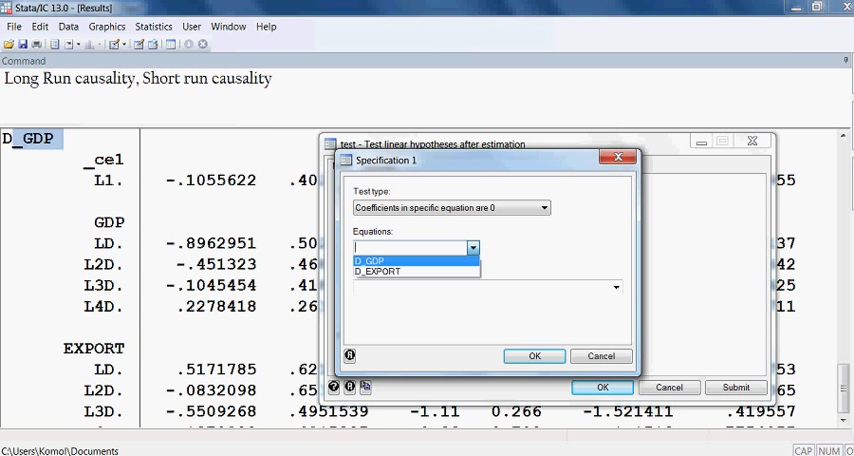 Stata/IC 13.0 - [Results]
File Edit Data Graphics Statistics User Window Help
Command
Long Run causality, Short run causality
D_GDP
_ce1
L1. -.1055622 .40 55
GDP
LD. -.8962951 .50 37
L2D. -.451323 .46 42
L3D. -.1045454 .41 25
L4D. .2278418 .26 11
EXPORT
LD. .5171785 .62 53
L2D. -.0832098 .65 65
L3D. -.5509268 .4951539 -1.11 0.266 -1.521411 .419557
test - Test linear hypotheses after estimation
Specification 1
Test type:
Coefficients in specific equation are 0
Equations:
D_GDP
D_EXPORT
OK Cancel
OK Cancel Submit
C:\Users\Komol\Documents
CAP NUM O